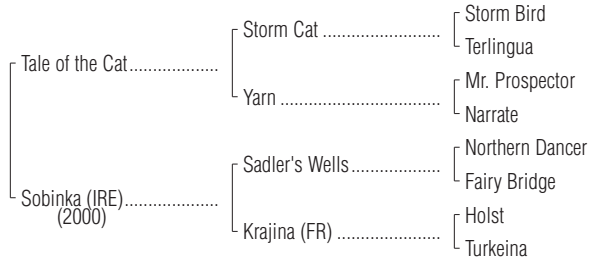 Storm Bird
Storm Cat ..............................
Terlingua
Tale of the Cat...................
Mr. Prospector
Yarn .....................................
Narrate
Northern Dancer
Sadler's Wells....................
Fairy Bridge
Sobinka (IRE)....................
(2000)
Holst
Krajina (FR) .......................
Turkeina